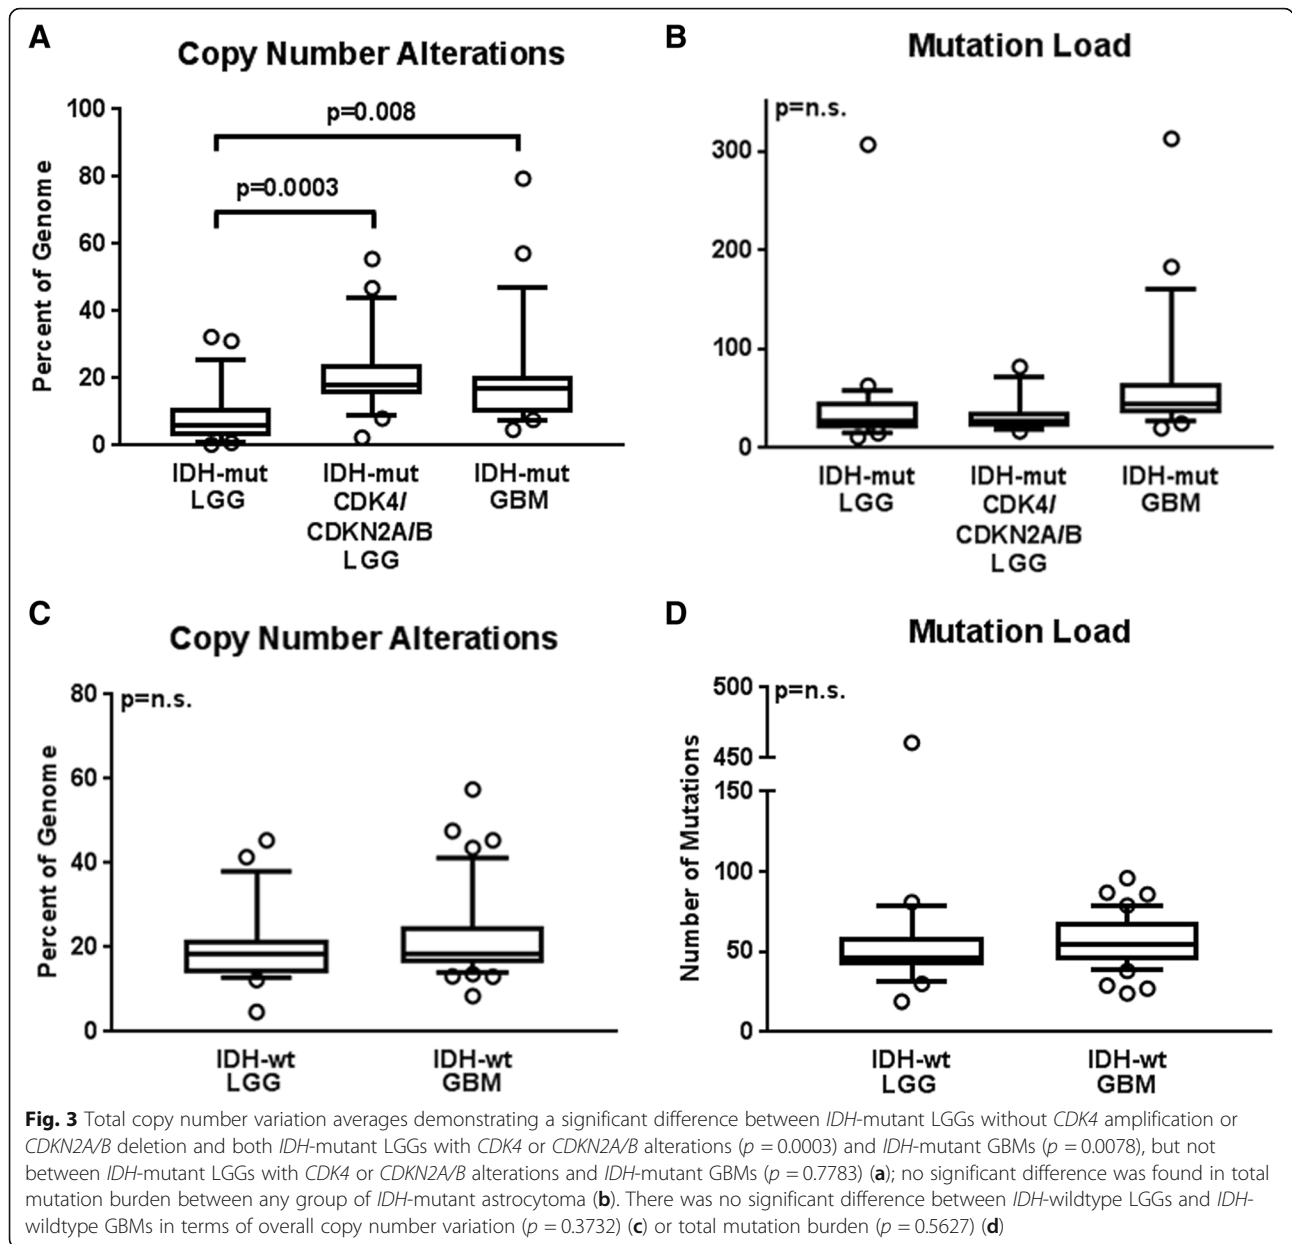 A
Copy Number Alterations
Percent of Genome
100
80
60
40
20
0
p=0.008
p=0.0003
IDH-mut
LGG
IDH-mut
CDK4/
CDKN2A/B
LGG
IDH-mut
GBM
B
Mutation Load
p=n.s.
300
200
100
0
IDH-mut
LGG
IDH-mut
CDK4/
CDKN2A/B
LGG
IDH-mut
GBM
C
Copy Number Alterations
Percent of Genome
80
60
40
20
0
p=n.s.
IDH-wt
LGG
IDH-wt
GBM
D
Mutation Load
Number of Mutations
500
450
150
100
50
0
p=n.s.
IDH-wt
LGG
IDH-wt
GBM
Fig. 3 Total copy number variation averages demonstrating a significant difference between IDH-mutant LGGs without CDK4 amplification or
CDKN2A/B deletion and both IDH-mutant LGGs with CDK4 or CDKN2A/B alterations (p = 0.0003) and IDH-mutant GBMs (p = 0.0078), but not
between IDH-mutant LGGs with CDK4 or CDKN2A/B alterations and IDH-mutant GBMs (p = 0.7783) (a); no significant difference was found in total
mutation burden between any group of IDH-mutant astrocytoma (b). There was no significant difference between IDH-wildtype LGGs and IDH-
wildtype GBMs in terms of overall copy number variation (p = 0.3732) (c) or total mutation burden (p = 0.5627) (d)